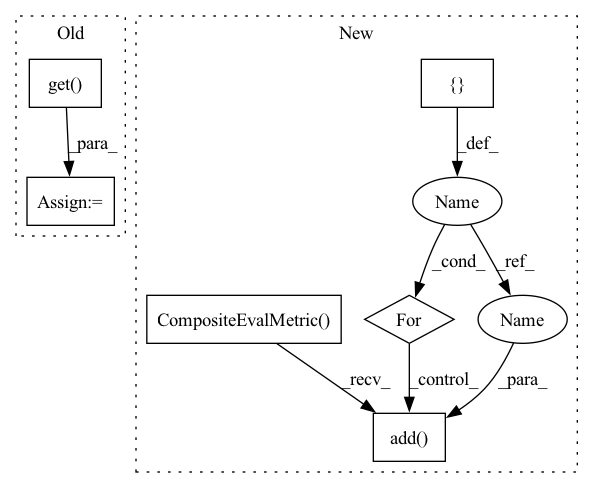 Old
New
get()
{}
_para_
_def_
Assign:=
Name
_cond_
_ref_
CompositeEvalMetric()
For
Name
_recv_
_control_
_para_
add()